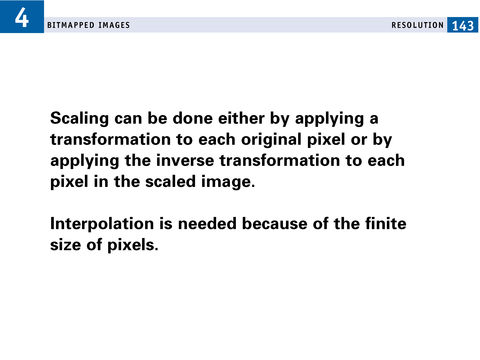 4
BITMAPPED IMAGES
RESOLUTION 143
Scaling can be done either by applying a
transformation to each original pixel or by
applying the inverse transformation to each
pixel in the scaled image.
Interpolation is needed because of the finite
size of pixels.